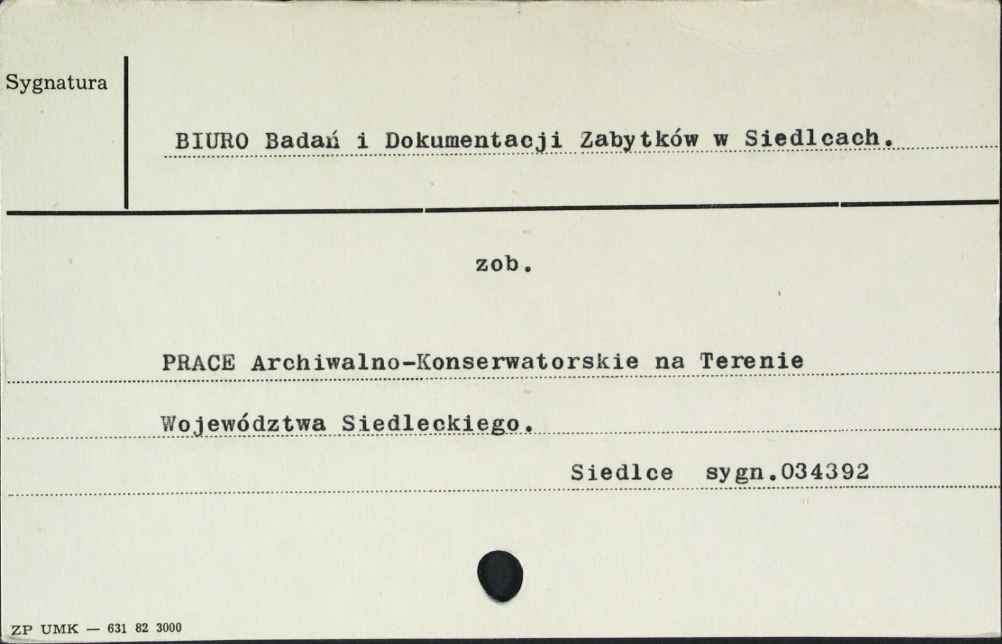 Sygnatura
BIURO Badań i Dokumentacji Zabytków w Siedlcach.
zob.
PRACE Archiwalno-Konserwatorskie na Terenie
Województwa Siedleckiego.
Siedlce sygn.034392
ZP UMK — 631 82 3000